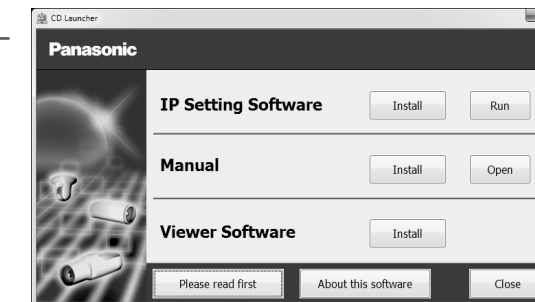 CD Launcher
Panasonic
IP Setting Software Install Run
Manual Install Open
Viewer Software Install
Please read first About this software Close